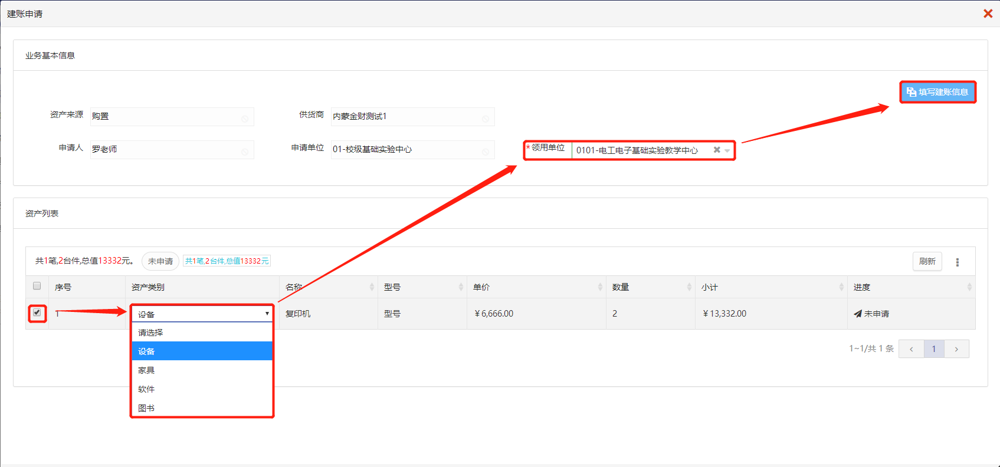 建账申请
业务基本信息
填写建账信息
资产来源 购置 供货商 内蒙金财测试1
申请人 罗老师 申请单位 01-校级基础实验中心 *领用单位 0101-电工电子基础实验教学中心
资产列表
共1笔,2台件,总值13332元。 未申请 共1笔,2台件,总值13332元 刷新
序号 资产类别 名称 型号 单价 数量 小计 进度
1 设备 复印机 型号 ¥6,666.00 2 ¥13,332.00 未申请
请选择
设备
家具
软件
图书
1~1/共 1 条 ‹ 1 ›